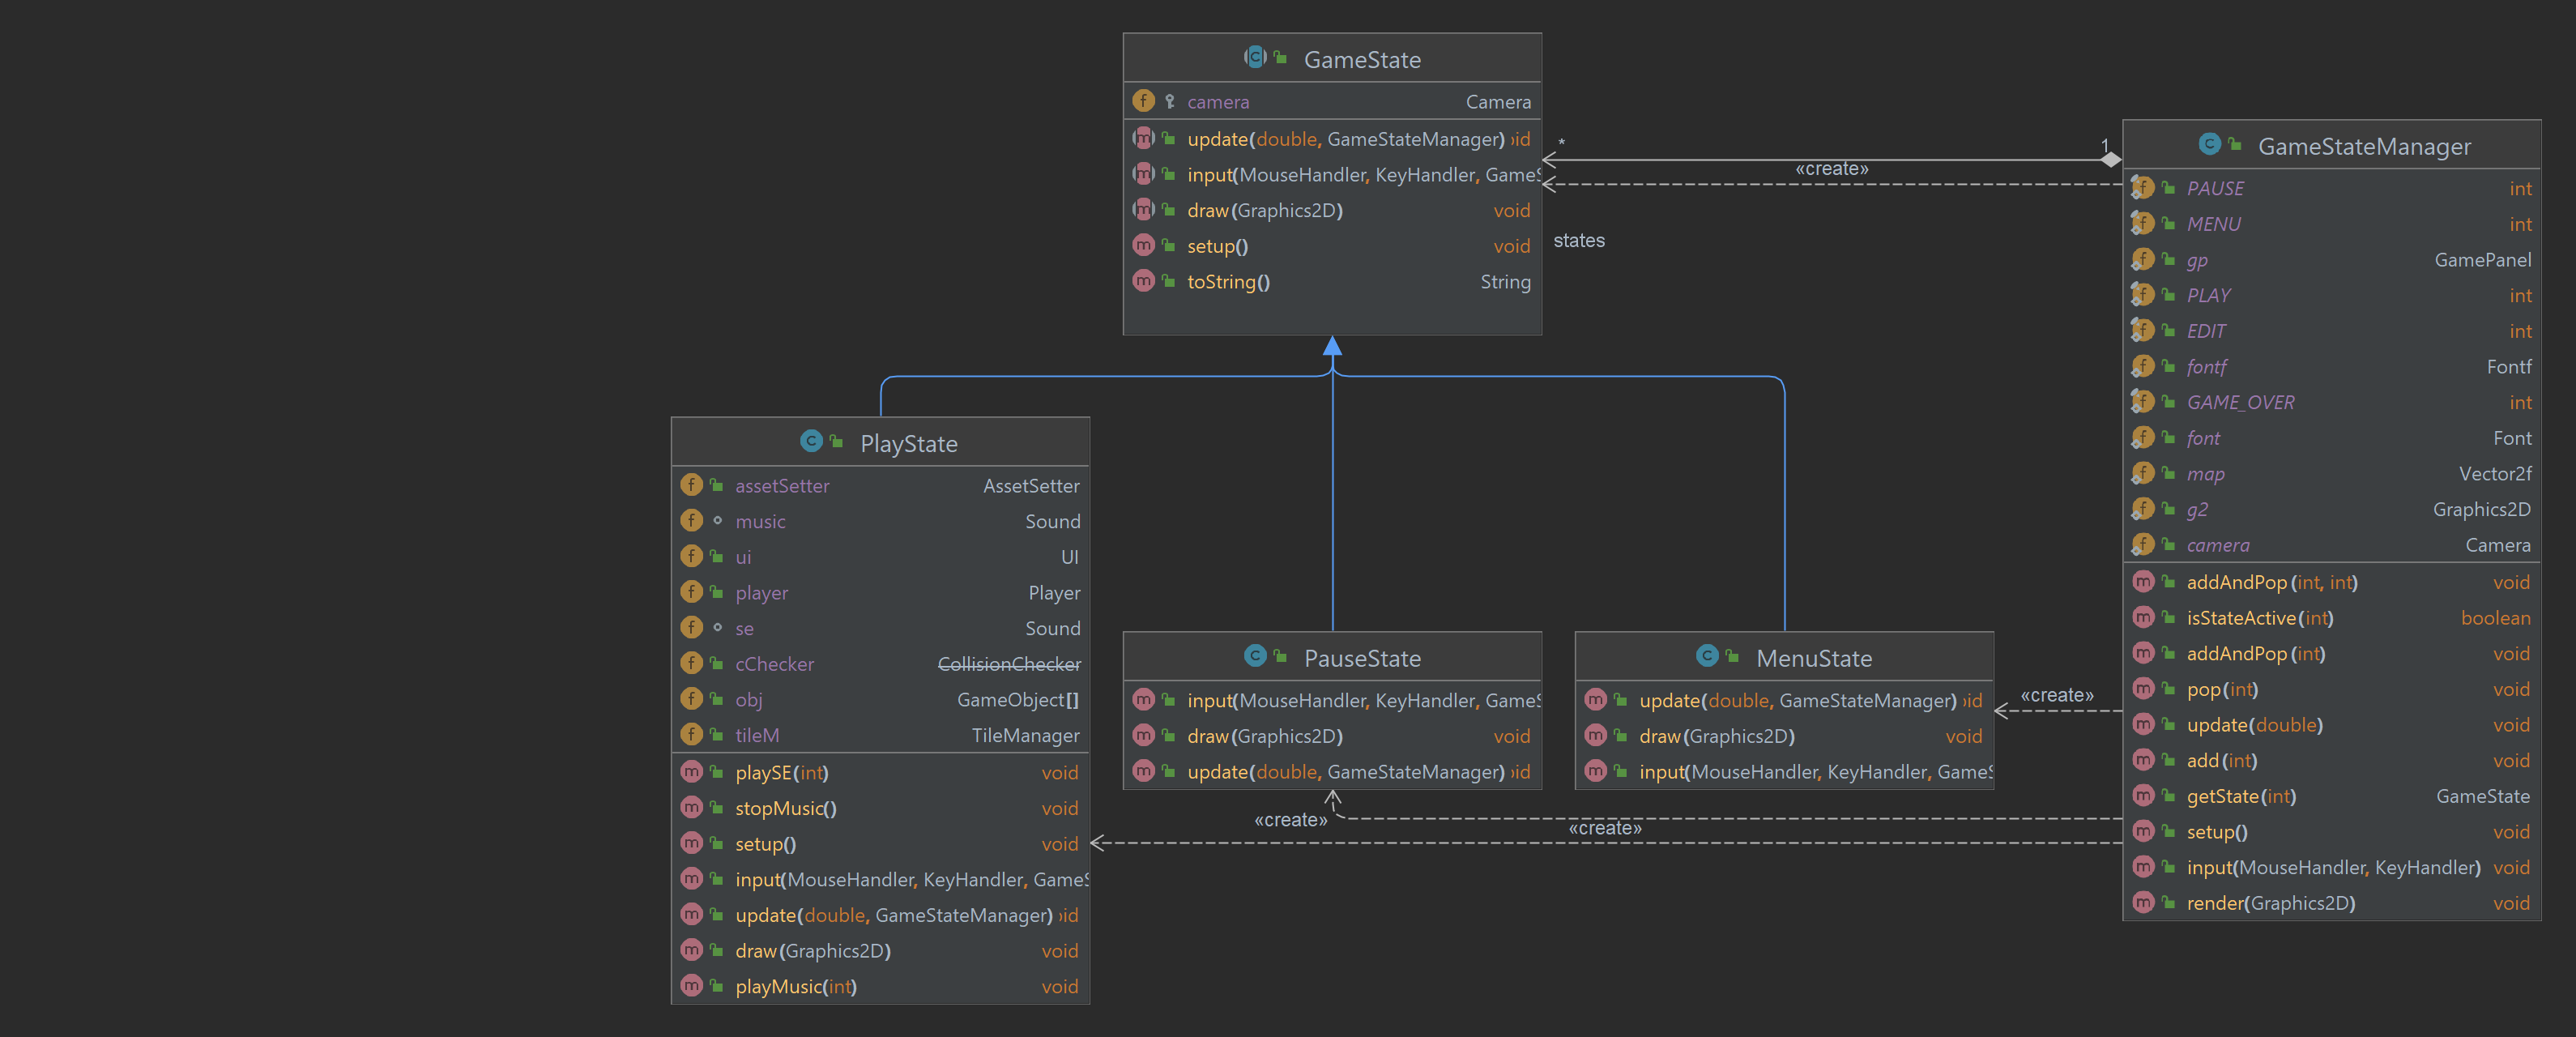 GameState
camera Camera
update(double, GameStateManager) id
input(MouseHandler, KeyHandler, Game
draw(Graphics2D) void
setup() void
toString() String
*
1
«create»
states
GameStateManager
PAUSE int
MENU int
gp GamePanel
PLAY int
EDIT int
fontf Fontf
GAME_OVER int
font Font
map Vector2f
g2 Graphics2D
camera Camera
addAndPop(int, int) void
isStateActive(int) boolean
addAndPop(int) void
pop(int) void
update(double) void
add(int) void
getState(int) GameState
setup() void
input(MouseHandler, KeyHandler) void
render(Graphics2D) void
PlayState
assetSetter AssetSetter
music Sound
ui UI
player Player
se Sound
cChecker CollisionChecker
obj GameObject[]
tileM TileManager
playSE(int) void
stopMusic() void
setup() void
input(MouseHandler, KeyHandler, Game
update(double, GameStateManager) id
draw(Graphics2D) void
playMusic(int) void
PauseState
input(MouseHandler, KeyHandler, Game
draw(Graphics2D) void
update(double, GameStateManager) id
MenuState
update(double, GameStateManager) id
draw(Graphics2D) void
input(MouseHandler, KeyHandler, Game
«create»
«create»
«create»